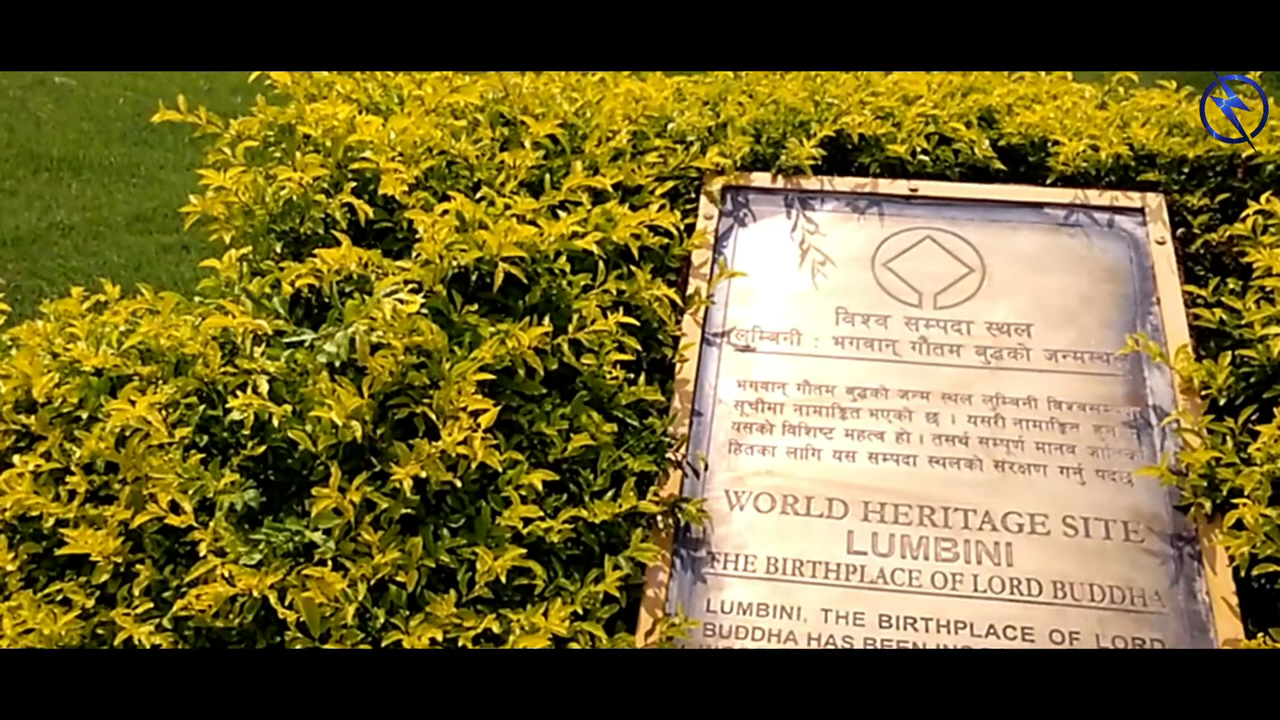 विश्व सम्पदा स्थल
लुम्बिनी : भगवान् गौतम बुद्धको
भगवान् गौतम बुद्धको जन्म स्थल लुम्बिनी
सूचीमा नामाङ्कित भएको छ । यसरी नामाङ्कित हुन
यसको विशिष्ट महत्व हो । तसर्थ सम्पूर्ण मानव
हितका लागि यस सम्पदा स्थलको संरक्षण गर्नु पर्दछ
WORLD HERITAGE SITE
LUMBINI
THE BIRTHPLACE OF LORD BUDDHA
LUMBINI, THE BIRTHPLACE OF LORD
BUDDHA HAS BEEN